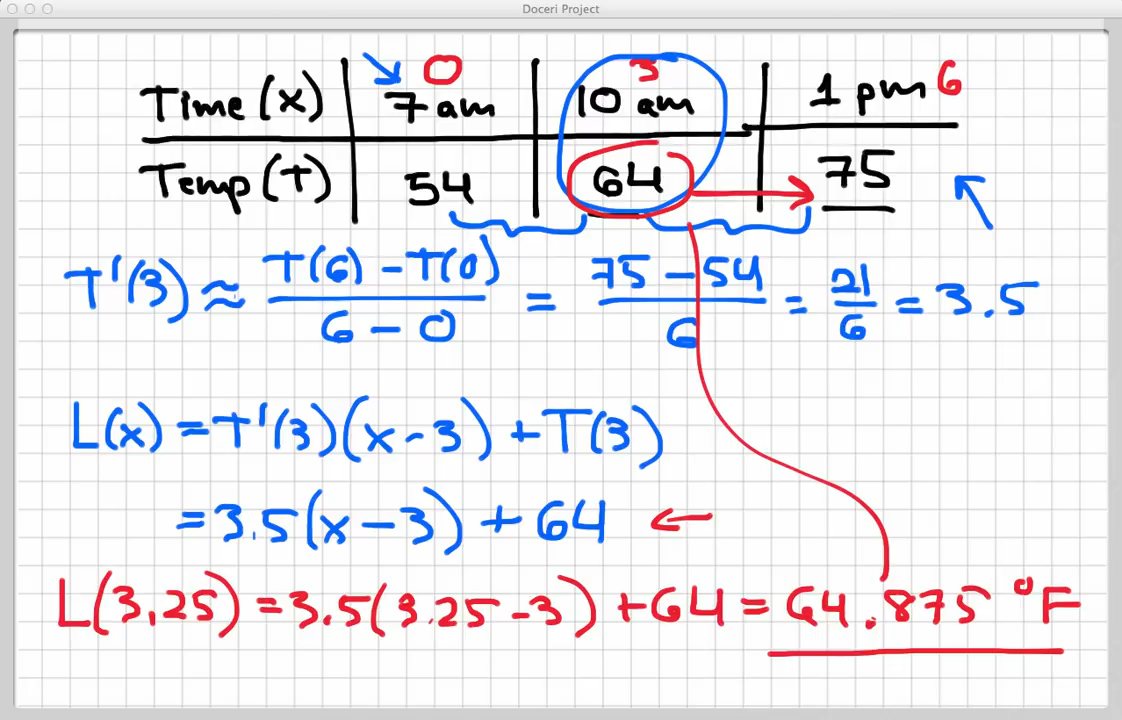 Doceri Project
Time(x) 7 am 0 10 am 3 1 pm 6
Temp(T) 54 64 75
T'(3) ≈ T(6) - T(0) / 6 - 0 = 75 - 54 / 6 = 21/6 = 3.5
L(x) = T'(3)(x-3) + T(3)
= 3.5(x-3) + 64
L(3.25) = 3.5(3.25-3) + 64 = 64.875 °F